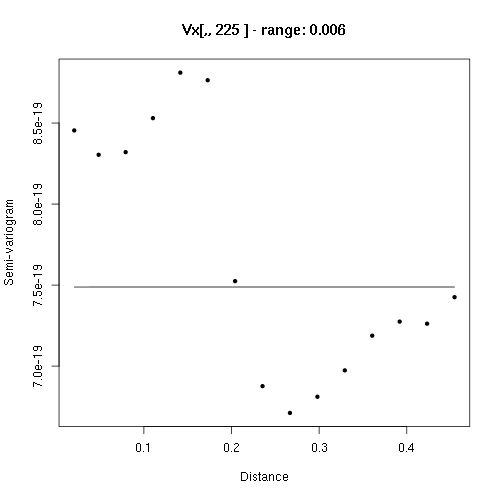 Vx[,, 225 ] - range: 0.006
Semi-variogram
8.5e-19
8.0e-19
7.5e-19
7.0e-19
0.1
0.2
0.3
0.4
Distance